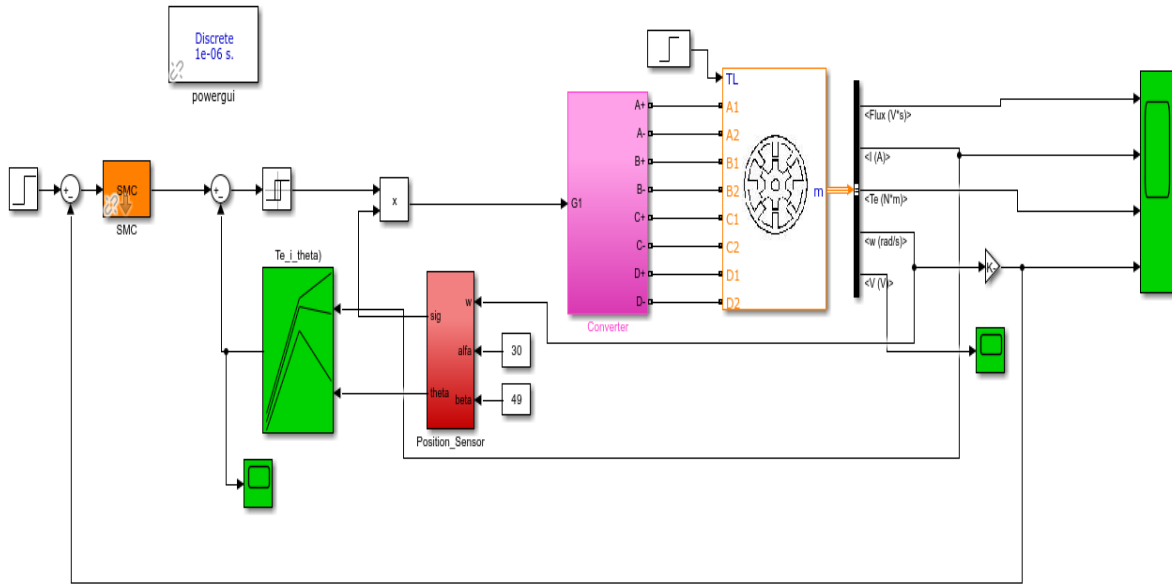 Discrete
1e-06 s.
powergui
TL
A+
A1
<Flux (V*s)>
A-
A2
<I (A)>
B+
B1
B-
B2
m
<Te (N*m)>
SMC
SMC
G1
x
C+
C1
C-
C2
<w (rad/s)>
D+
D1
K-
<V (V)>
D-
D2
Converter
Te_i_theta)
w
sig
alfa
30
theta
beta
49
Position_Sensor
+
-
+
-